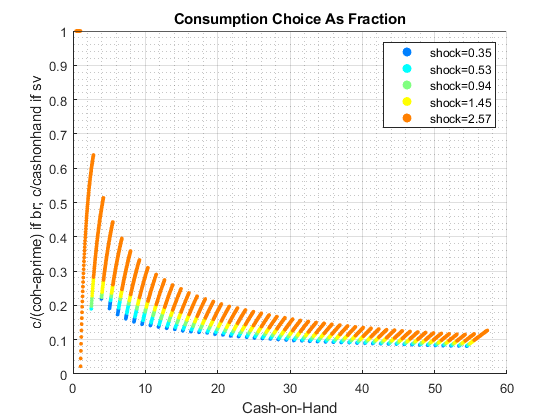 Consumption Choice As Fraction
c/(coh-aprime) if br, c/cashonhand if sv
1
0.9
0.8
0.7
0.6
0.5
0.4
0.3
0.2
0.1
0
shock=0.35
shock=0.53
shock=0.94
shock=1.45
shock=2.57
0 10 20 30 40 50 60
Cash-on-Hand